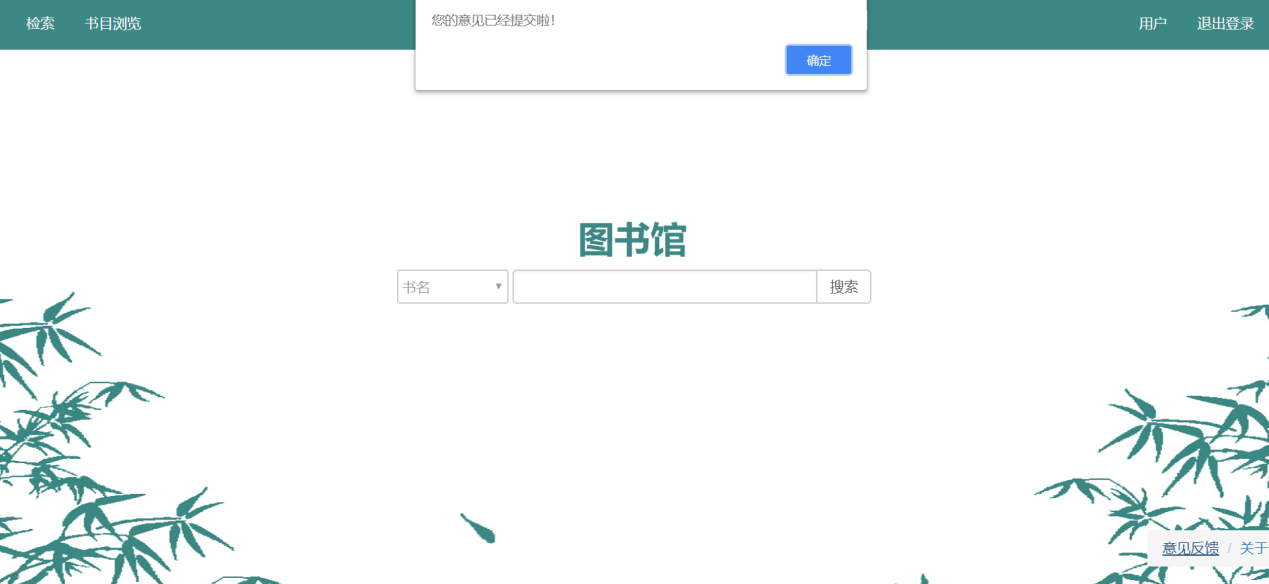 检索 书目浏览 用户 退出登录
您的意见已经提交啦!
确定
图书馆
书名 搜索
意见反馈 / 关于